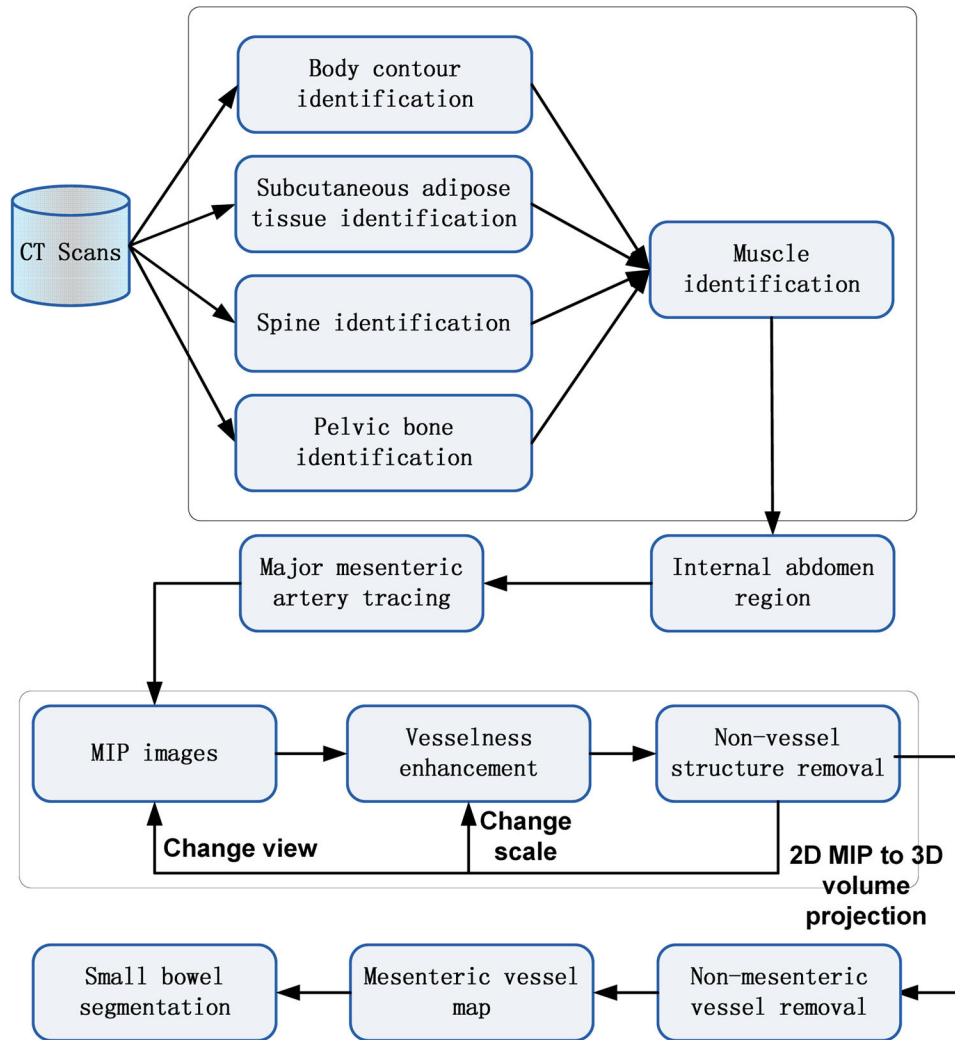 Body contour
identification
Subcutaneous adipose
tissue identification
CT Scans
Muscle
identification
Spine identification
Pelvic bone
identification
Major mesenteric
artery tracing
Internal abdomen
region
MIP images
Vesselness
enhancement
Non-vessel
structure removal
Change view
Change
scale
2D MIP to 3D
volume
projection
Small bowel
segmentation
Mesenteric vessel
map
Non-mesenteric
vessel removal